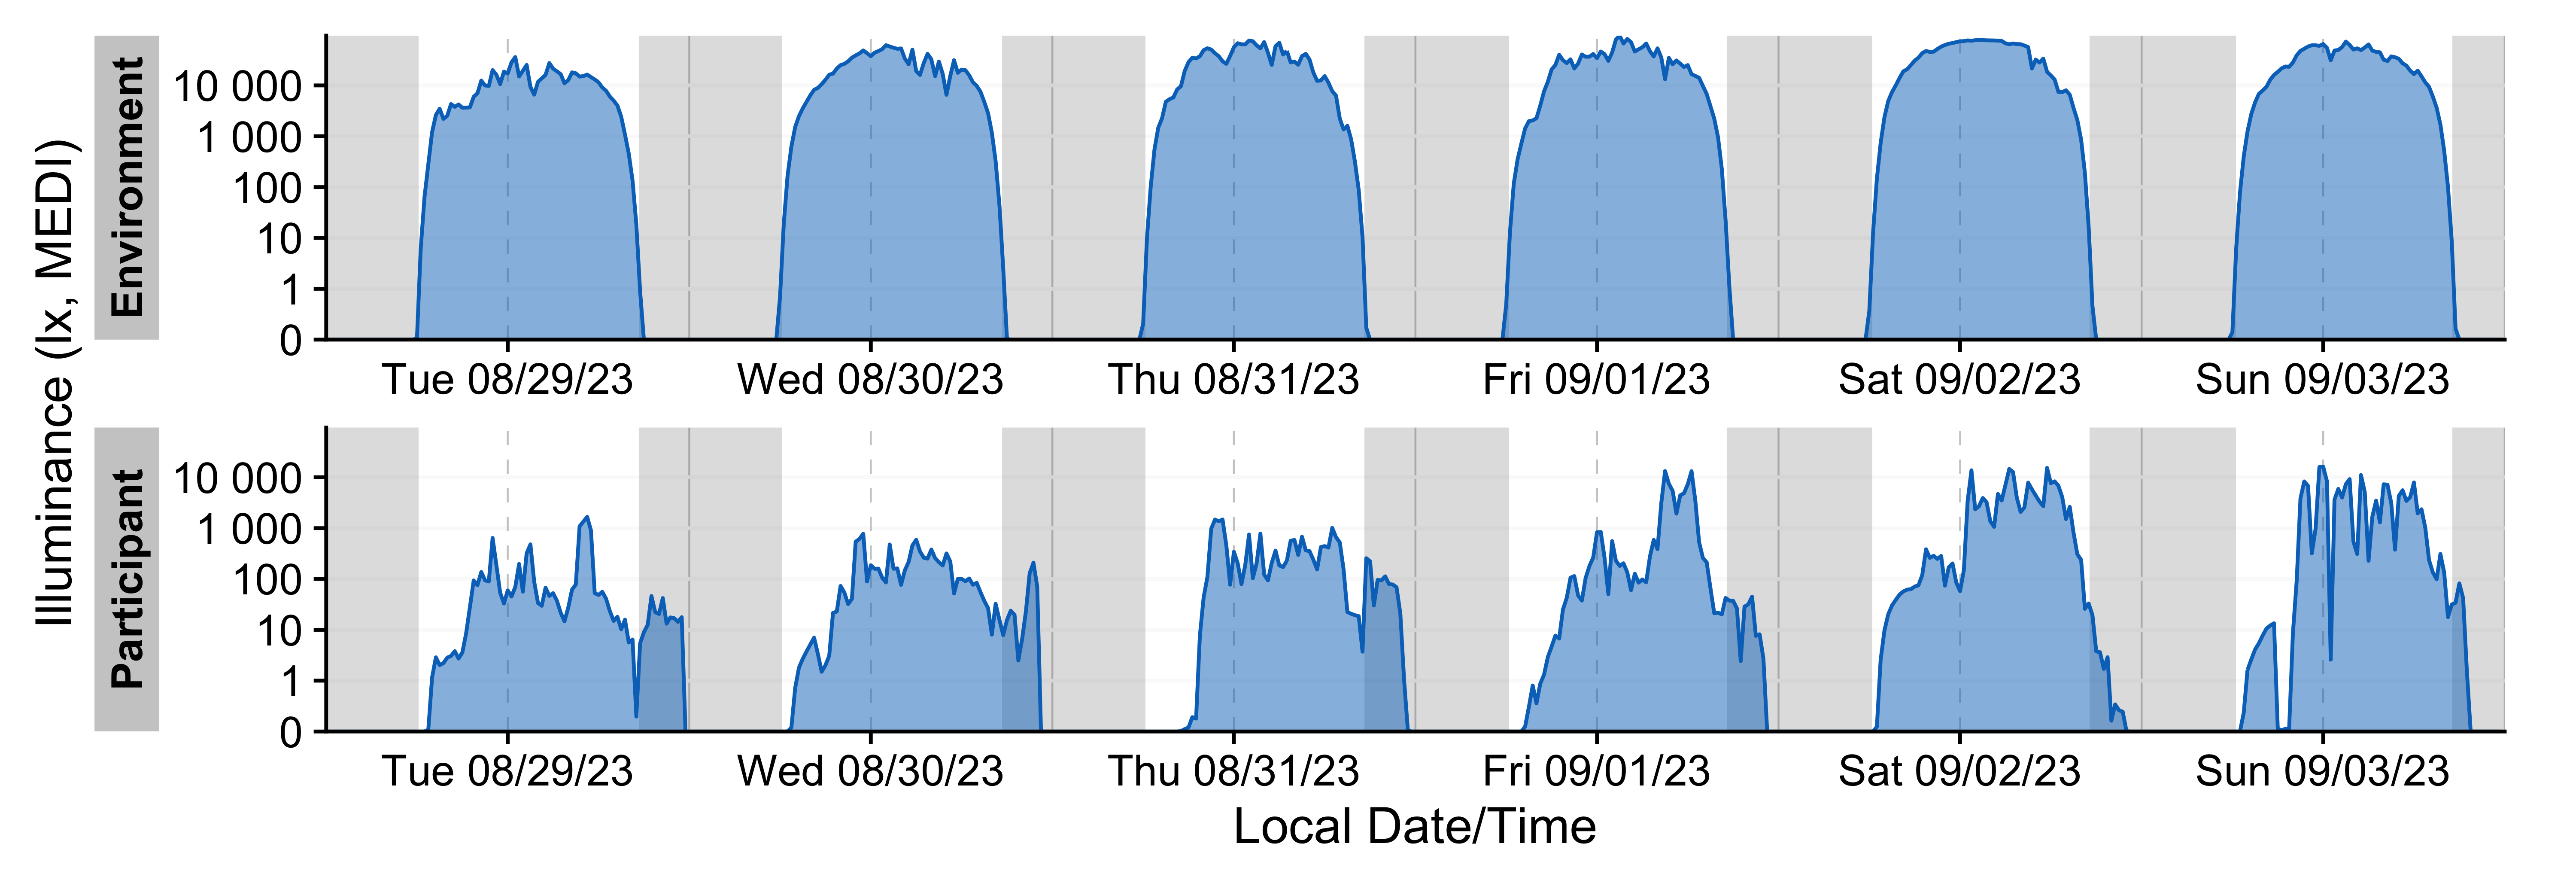 Illuminance (lx, MEDI)
Environment
10 000
1 000
100
10
1
0
Tue 08/29/23 Wed 08/30/23 Thu 08/31/23 Fri 09/01/23 Sat 09/02/23 Sun 09/03/23
Participant
10 000
1 000
100
10
1
0
Tue 08/29/23 Wed 08/30/23 Thu 08/31/23 Fri 09/01/23 Sat 09/02/23 Sun 09/03/23
Local Date/Time